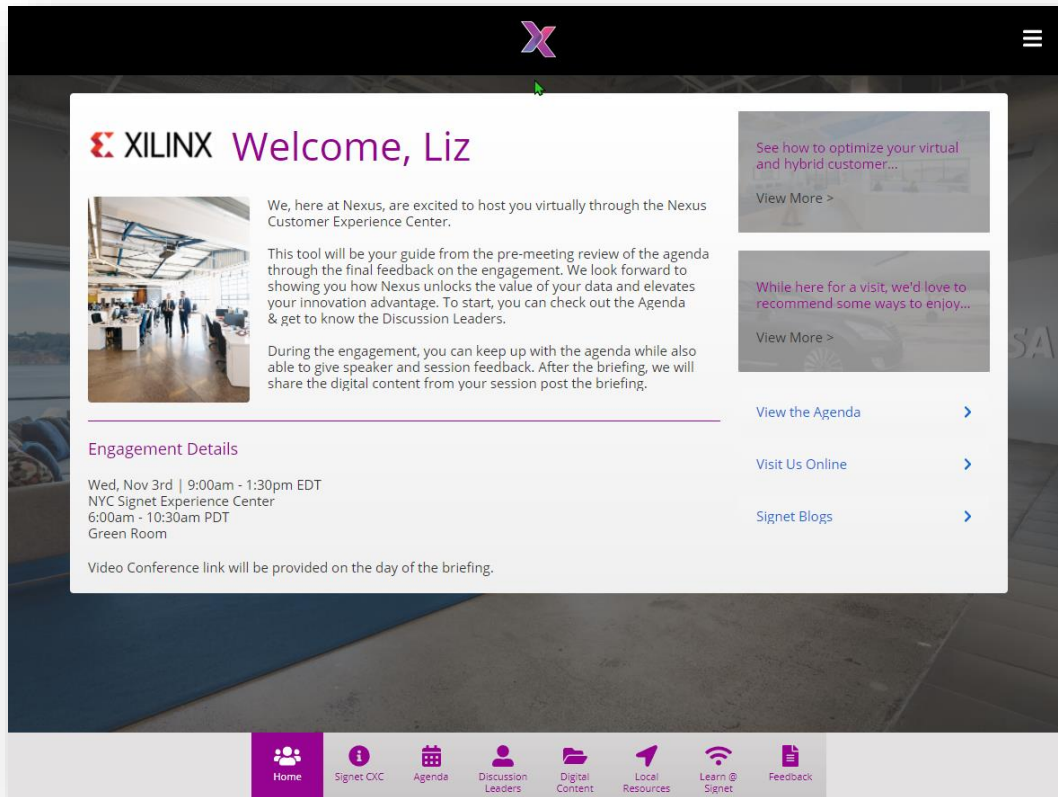 XILINX Welcome, Liz
We, here at Nexus, are excited to host you virtually through the Nexus
Customer Experience Center.
This tool will be your guide from the pre-meeting review of the agenda
through the final feedback on the engagement. We look forward to
showing you how Nexus unlocks the value of your data and elevates
your innovation advantage. To start, you can check out the Agenda
& get to know the Discussion Leaders.
During the engagement, you can keep up with the agenda while also
able to give speaker and session feedback. After the briefing, we will
share the digital content from your session post the briefing.
Engagement Details
Wed, Nov 3rd | 9:00am - 1:30pm EDT
NYC Signet Experience Center
6:00am - 10:30am PDT
Green Room
Video Conference link will be provided on the day of the briefing.
See how to optimize your virtual
and hybrid customer...
View More >
While here for a visit, we'd love to
recommend some ways to enjoy...
View More >
View the Agenda
Visit Us Online
Signet Blogs
SA
Home
Signet CXC
Agenda
Discussion
Leaders
Digital
Content
Local
Resources
Learn @
Signet
Feedback